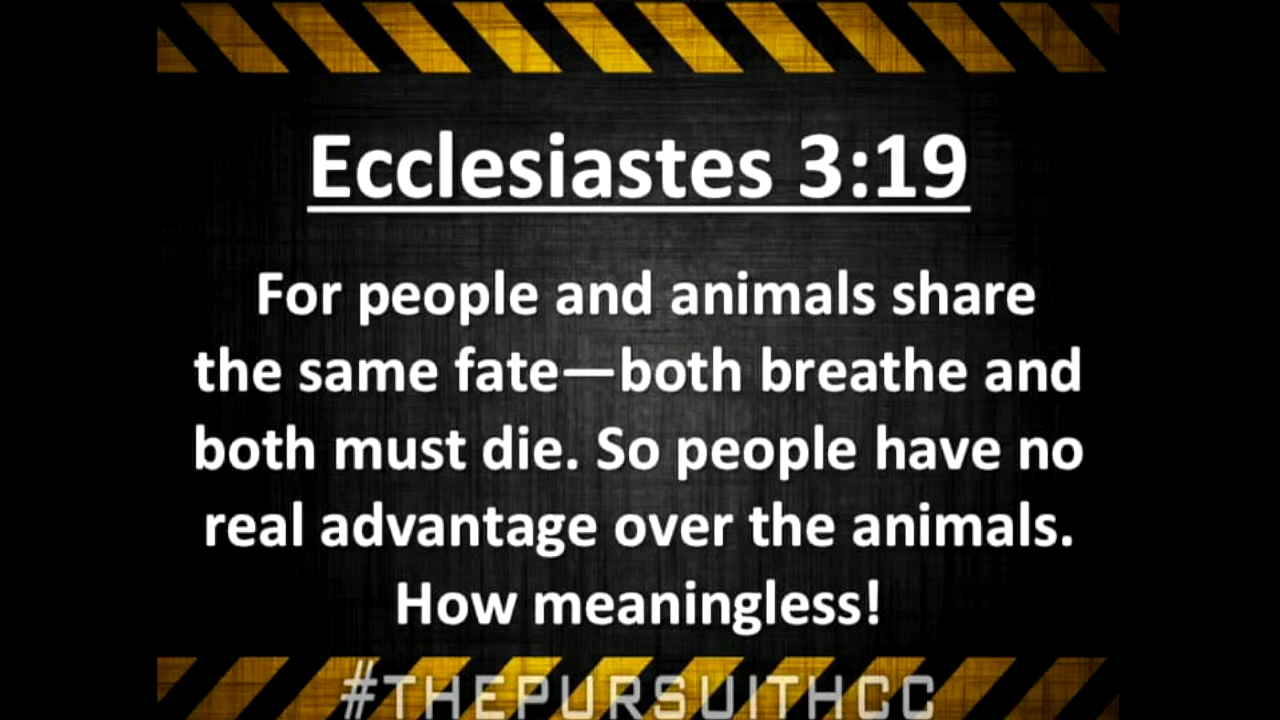 Ecclesiastes 3:19
For people and animals share
the same fate—both breathe and
both must die. So people have no
real advantage over the animals.
How meaningless!
#THEPURSUITHCC